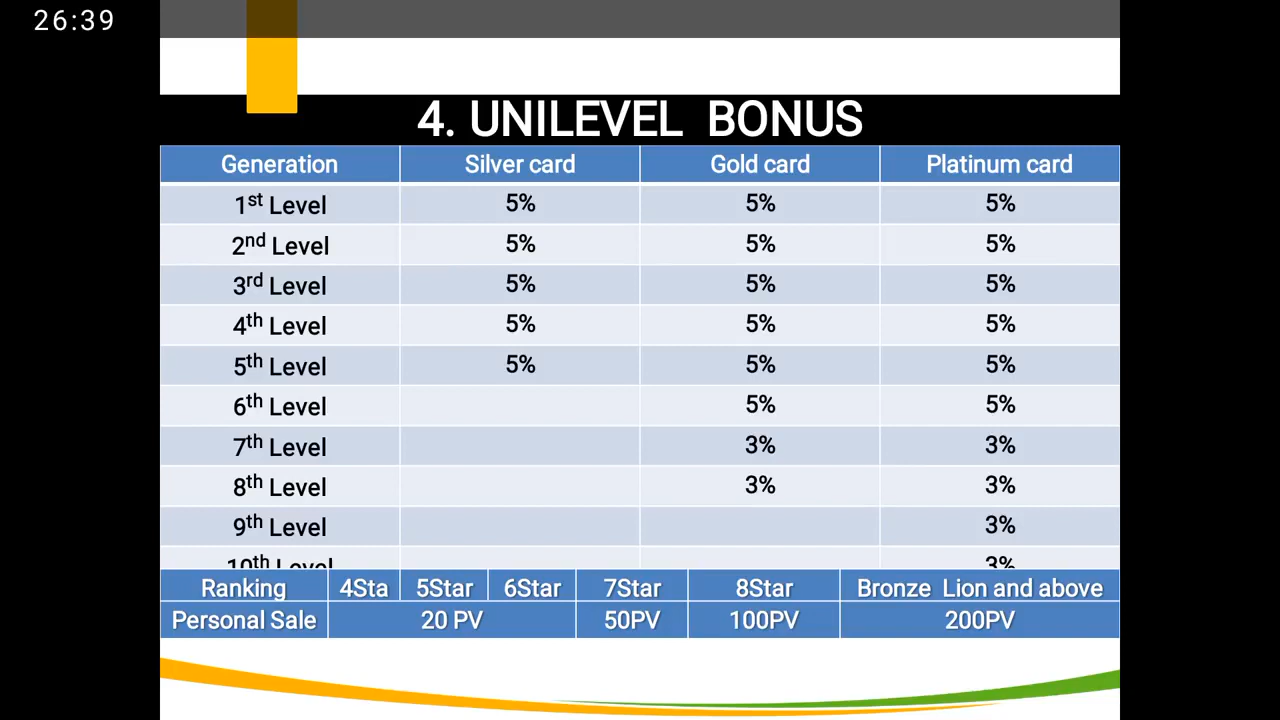 26:39
4. UNILEVEL BONUS
Generation Silver card Gold card Platinum card
1st Level 5% 5% 5%
2nd Level 5% 5% 5%
3rd Level 5% 5% 5%
4th Level 5% 5% 5%
5th Level 5% 5% 5%
6th Level 5% 5%
7th Level 3% 3%
8th Level 3% 3%
9th Level 3%
10th Level 3%
Ranking 4Sta 5Star 6Star 7Star 8Star Bronze Lion and above
Personal Sale 20 PV 50PV 100PV 200PV